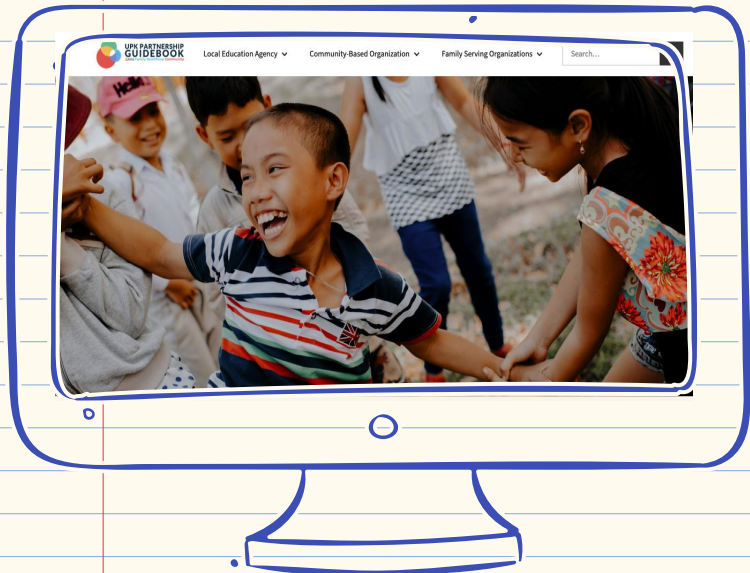 UPK PARTNERSHIP
GUIDEBOOK
Local Education Agency
Community-Based Organization
Family Serving Organizations
Search...
Hello